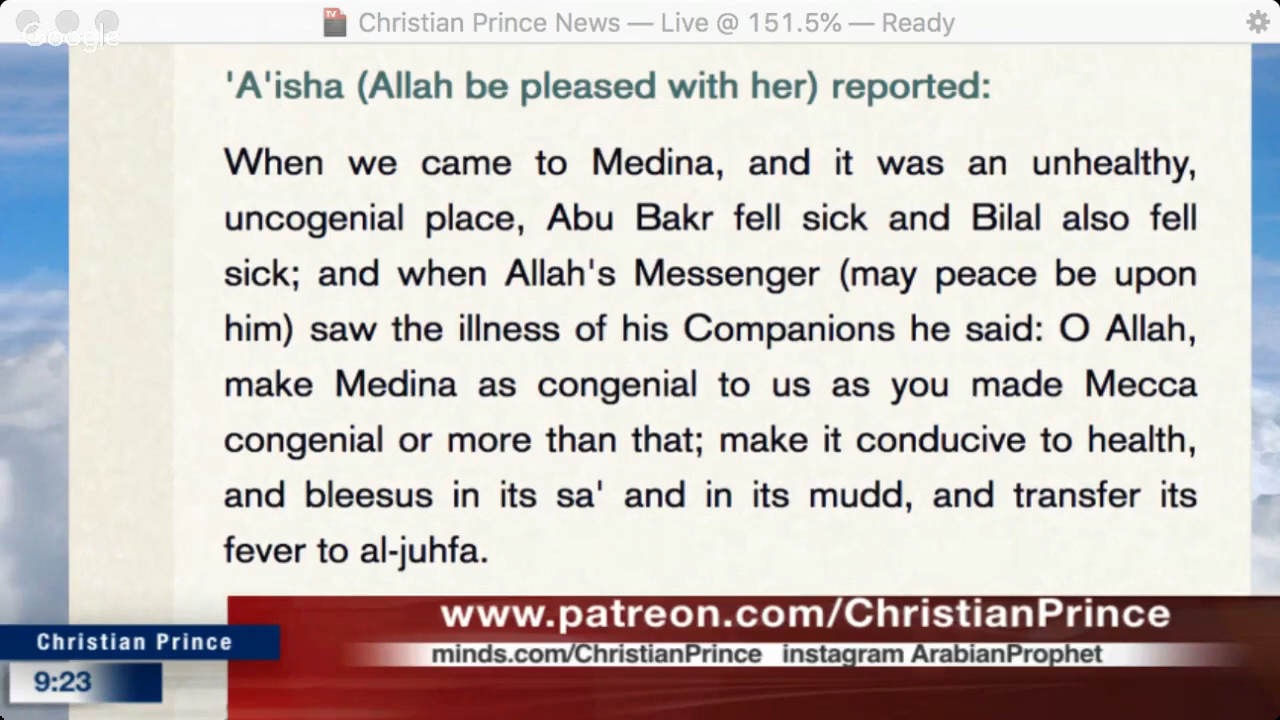 Christian Prince News — Live @ 151.5% — Ready
Google
'A'isha (Allah be pleased with her) reported:
When we came to Medina, and it was an unhealthy,
uncogenial place, Abu Bakr fell sick and Bilal also fell
sick; and when Allah's Messenger (may peace be upon
him) saw the illness of his Companions he said: O Allah,
make Medina as congenial to us as you made Mecca
congenial or more than that; make it conducive to health,
and bleesus in its sa' and in its mudd, and transfer its
fever to al-juhfa.
www.patreon.com/ChristianPrince
minds.com/ChristianPrince instagram ArabianProphet
Christian Prince
9:23